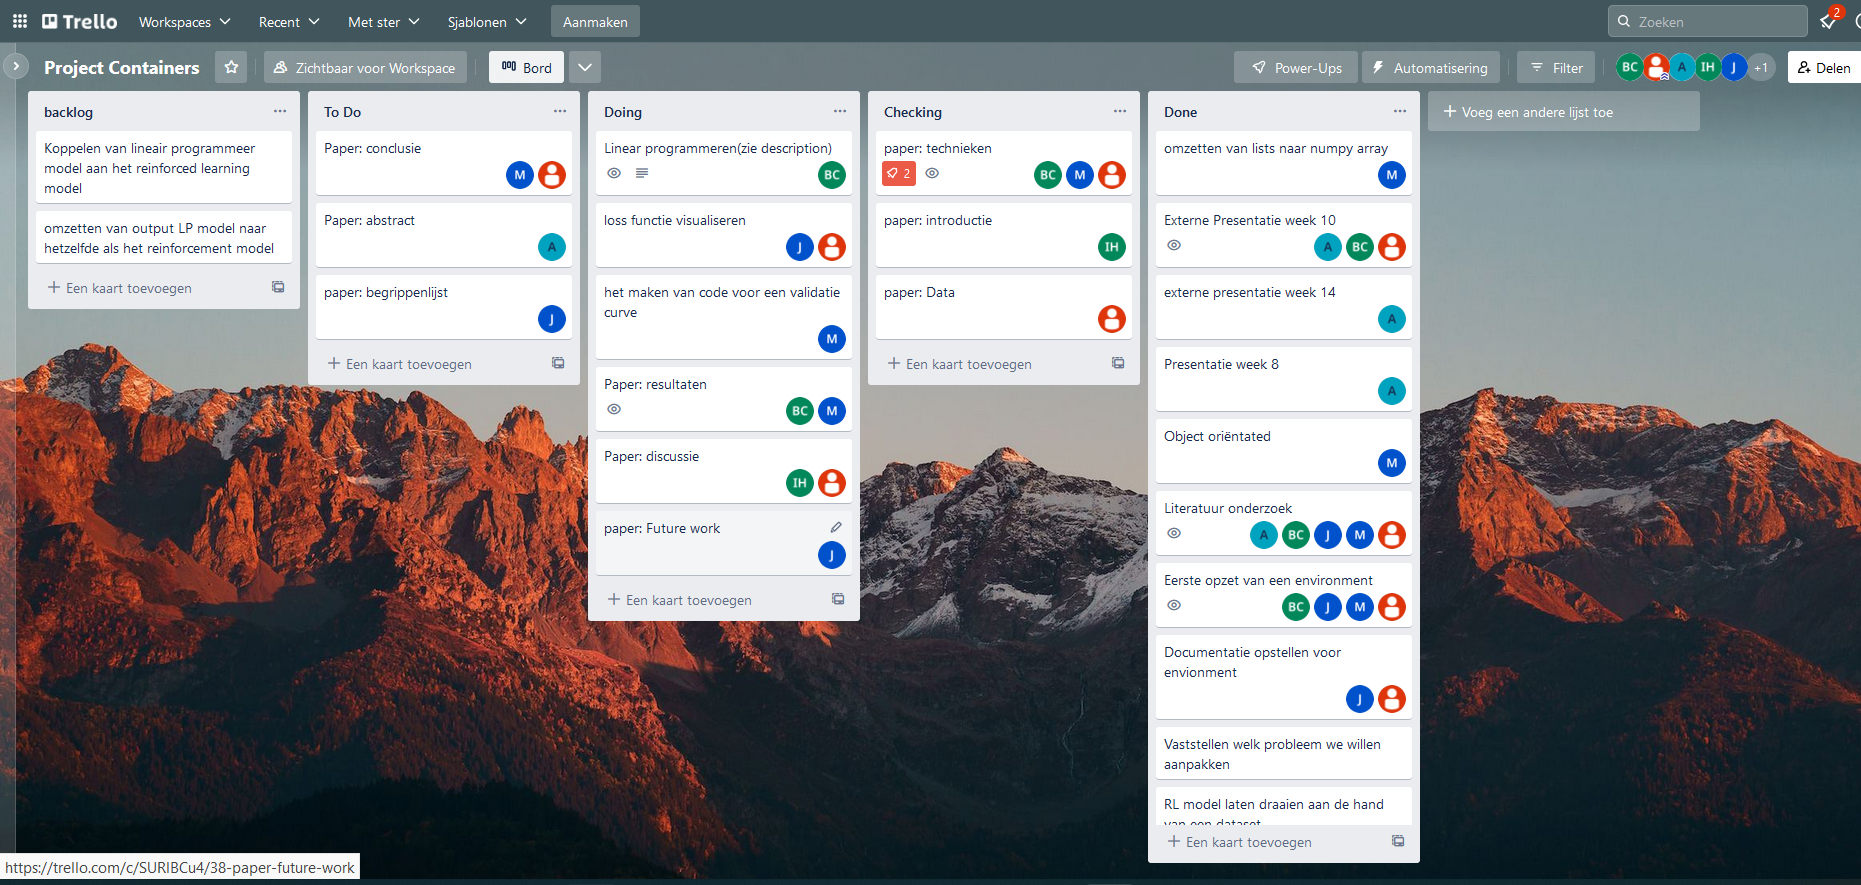 Trello
Workspaces
Recent
Met ster
Sjablonen
Aanmaken
Zoeken
2
Project Containers
Zichtbaar voor Workspace
Bord
Power-Ups
Automatisering
Filter
BC
A
IH
J
+1
Delen
backlog
Koppelen van lineair programmeer
model aan het reinforced learning
model
omzetten van output LP model naar
hetzelfde als het reinforcement model
+ Een kaart toevoegen
To Do
Paper: conclusie
M
Paper: abstract
A
paper: begrippenlijst
J
+ Een kaart toevoegen
Doing
Linear programmeren(zie description)
BC
loss functie visualiseren
J
het maken van code voor een validatie
curve
M
Paper: resultaten
BC M
Paper: discussie
IH
paper: Future work
J
+ Een kaart toevoegen
Checking
paper: technieken
2 BC M
paper: introductie
IH
paper: Data
+ Een kaart toevoegen
Done
omzetten van lists naar numpy array
M
Externe Presentatie week 10
A BC
externe presentatie week 14
A
Presentatie week 8
A
Object oriëntated
M
Literatuur onderzoek
A BC J M
Eerste opzet van een environment
BC J M
Documentatie opstellen voor
envionment
J
Vaststellen welk probleem we willen
aanpakken
RL model laten draaien aan de hand
van een dataset
+ Een kaart toevoegen
+ Voeg een andere lijst toe
https://trello.com/c/SURIBCu4/38-paper-future-work